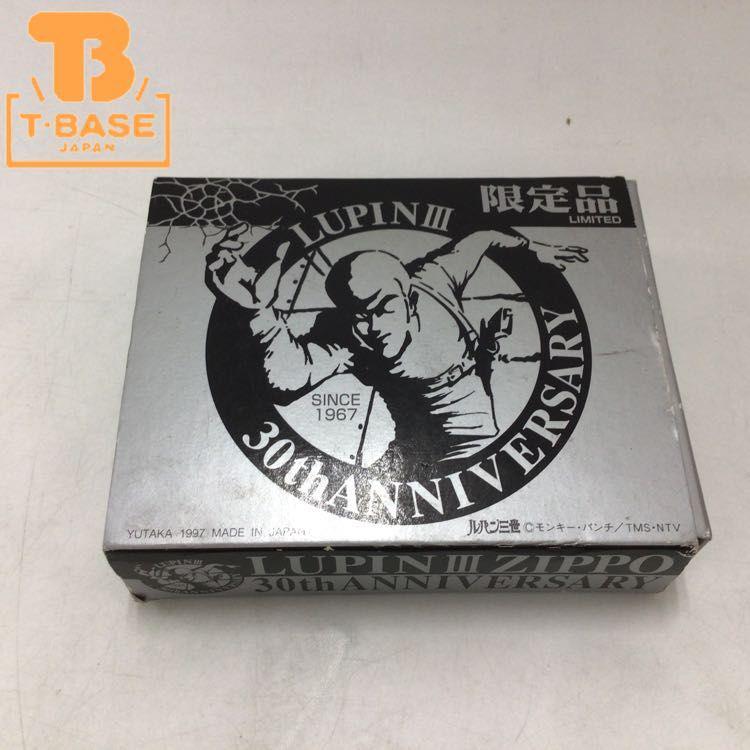 TB
T·BASE
JAPAN
限定品
LIMITED
LUPIN III
SINCE
1967
30th ANNIVERSARY
YUTAKA 1997 MADE IN JAPAN
ルパン三世 ©モンキー・パンチ/TMS・NTV
LUPIN III ZIPPO
30th ANNIVERSARY